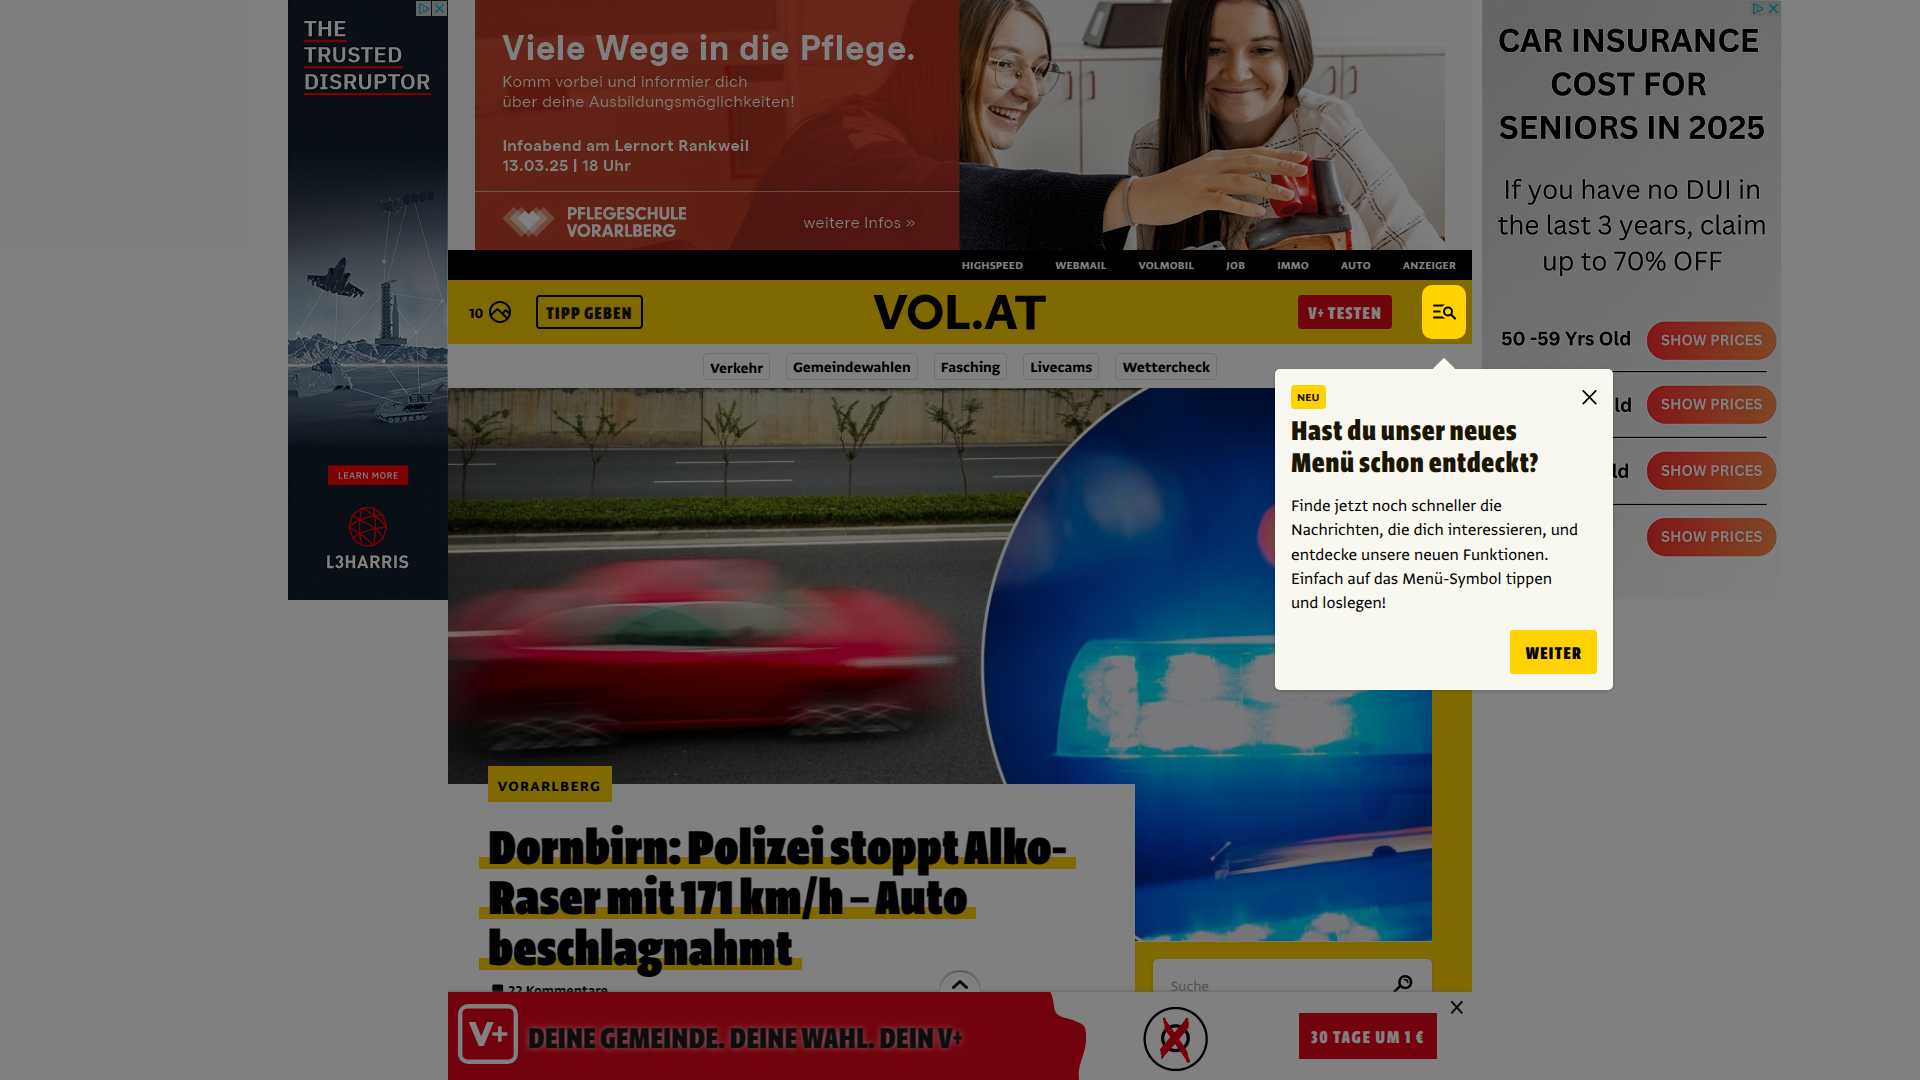 THE
TRUSTED
DISRUPTOR
LEARN MORE
L3HARRIS
Viele Wege in die Pflege.
Komm vorbei und informier dich
über deine Ausbildungsmöglichkeiten!
Infoabend am Lernort Rankweil
13.03.25 | 18 Uhr
PFLEGESCHULE
VORARLBERG
weitere Infos »
CAR INSURANCE
COST FOR
SENIORS IN 2025
If you have no DUI in
the last 3 years, claim
up to 70% OFF
50 -59 Yrs Old SHOW PRICES
ld SHOW PRICES
ld SHOW PRICES
SHOW PRICES
HIGHSPEED WEBMAIL VOLMOBIL JOB IMMO AUTO ANZEIGER
10 TIPP GEBEN VOL.AT V+ TESTEN
Verkehr Gemeindewahlen Fasching Livecams Wettercheck
NEU
Hast du unser neues
Menü schon entdeckt?
Finde jetzt noch schneller die
Nachrichten, die dich interessieren, und
entdecke unsere neuen Funktionen.
Einfach auf das Menü-Symbol tippen
und loslegen!
WEITER
VORARLBERG
Dornbirn: Polizei stoppt Alko-
Raser mit 171 km/h – Auto
beschlagnahmt
22 Kommentare
Suche
V+ DEINE GEMEINDE. DEINE WAHL. DEIN V+
30 TAGE UM 1 €